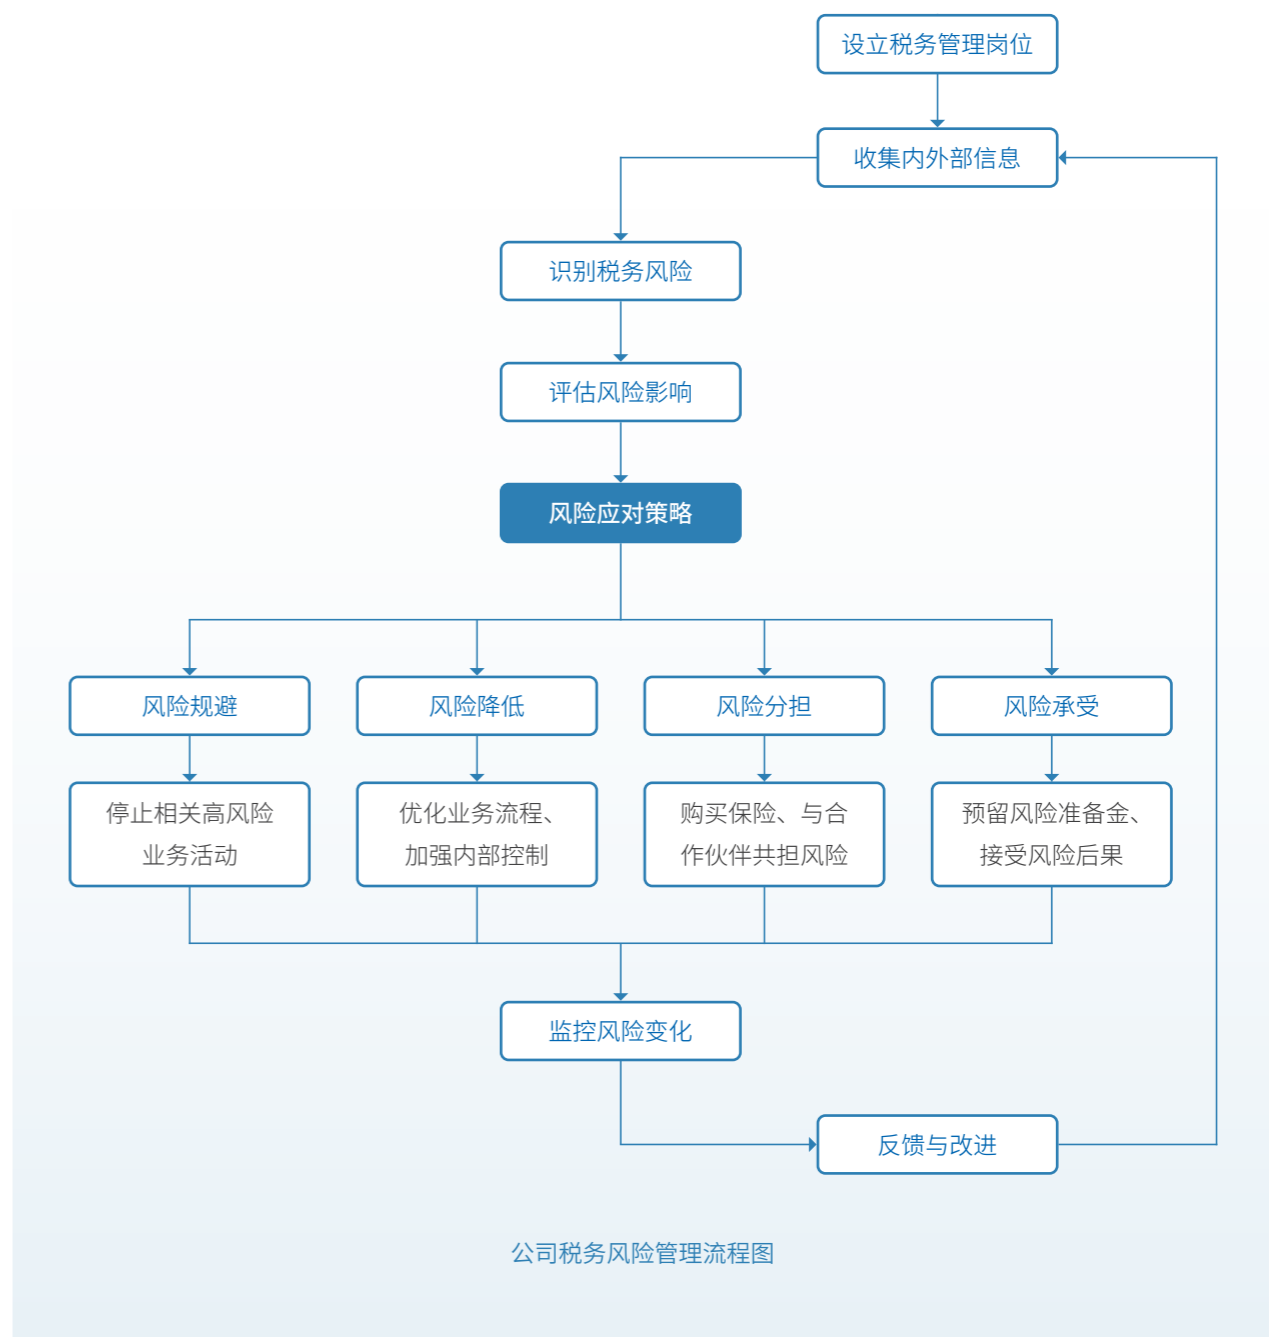 设立税务管理岗位
收集内外部信息
识别税务风险
评估风险影响
风险应对策略
风险规避
风险降低
风险分担
风险承受
停止相关高风险
业务活动
优化业务流程、
加强内部控制
购买保险、与合
作伙伴共担风险
预留风险准备金、
接受风险后果
监控风险变化
反馈与改进
公司税务风险管理流程图